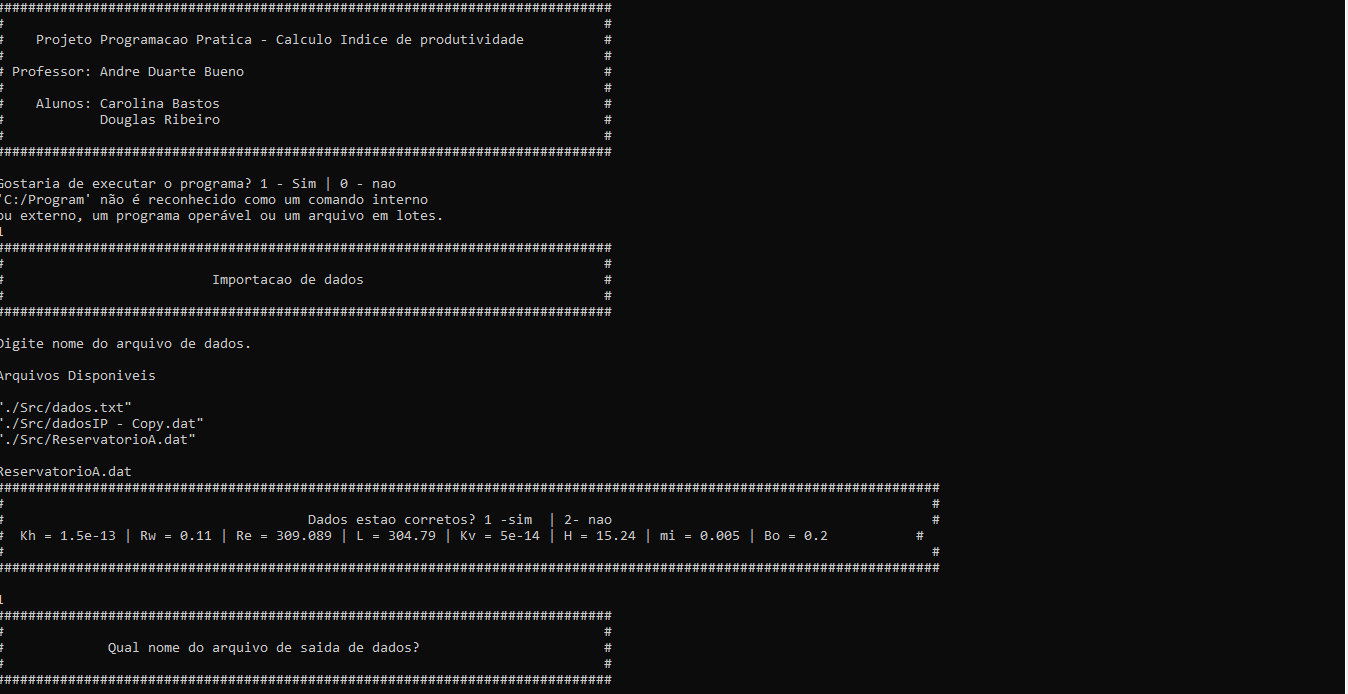 #############################################################################
# #
# Projeto Programacao Pratica - Calculo Indice de produtividade #
# #
# Professor: Andre Duarte Bueno #
# #
# Alunos: Carolina Bastos #
# Douglas Ribeiro #
# #
#############################################################################
Gostaria de executar o programa? 1 - Sim | 0 - nao
'C:/Program' não é reconhecido como um comando interno
ou externo, um programa operável ou um arquivo em lotes.
1
#############################################################################
# #
# Importacao de dados #
# #
#############################################################################
Digite nome do arquivo de dados.
Arquivos Disponiveis
"./Src/dados.txt"
"./Src/dadosIP - Copy.dat"
"./Src/ReservatorioA.dat"
ReservatorioA.dat
######################################################################################################################
# #
# Dados estao corretos? 1 -sim | 2- nao #
# Kh = 1.5e-13 | Rw = 0.11 | Re = 309.089 | L = 304.79 | Kv = 5e-14 | H = 15.24 | mi = 0.005 | Bo = 0.2 #
# #
######################################################################################################################
1
#############################################################################
# #
# Qual nome do arquivo de saida de dados? #
# #
#############################################################################